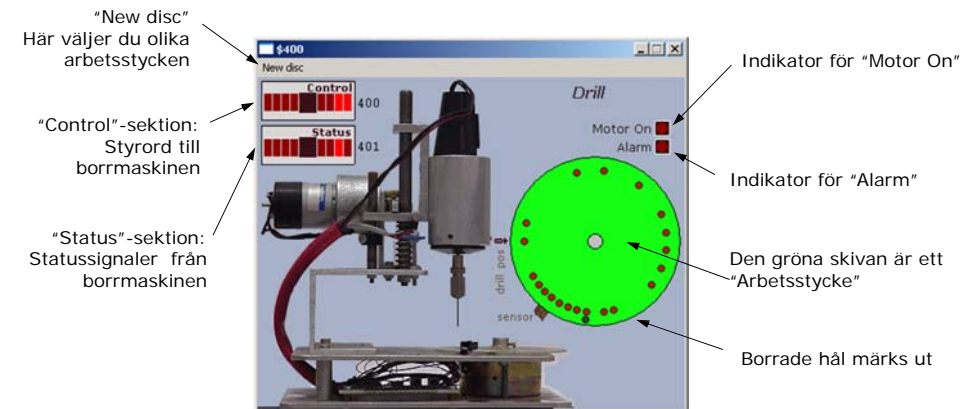 “New disc”
Här väljer du olika
arbetsstycken
“Control”-sektion:
Styrord till
borrmaskinen
“Status”-sektion:
Statussignaler från
borrmaskinen
$400
New disc
Control
400
Status
401
Drill
Motor On
Alarm
drill pos
sensor
Indikator för “Motor On”
Indikator för “Alarm”
Den gröna skivan är ett
“Arbetsstycke”
Borrade hål märks ut